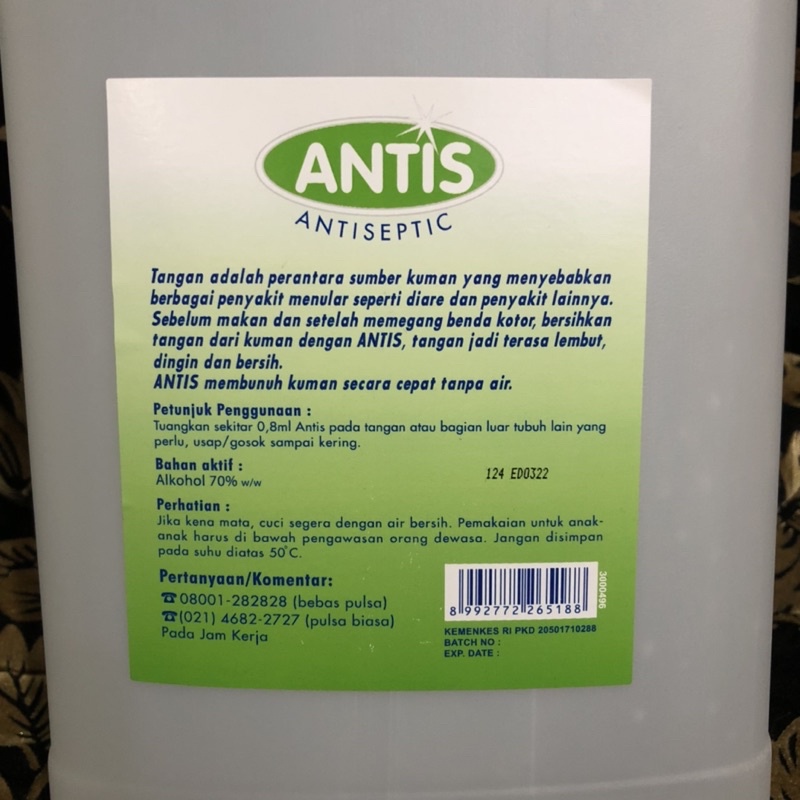 ANTIS
ANTISEPTIC
Tangan adalah perantara sumber kuman yang menyebabkan
berbagai penyakit menular seperti diare dan penyakit lainnya.
Sebelum makan dan setelah memegang benda kotor, bersihkan
tangan dari kuman dengan ANTIS, tangan jadi terasa lembut,
dingin dan bersih.
ANTIS membunuh kuman secara cepat tanpa air.
Petunjuk Penggunaan :
Tuangkan sekitar 0,8ml Antis pada tangan atau bagian luar tubuh lain yang
perlu, usap/gosok sampai kering.
Bahan aktif :
Alkohol 70% w/w
124 ED0322
Perhatian :
Jika kena mata, cuci segera dengan air bersih. Pemakaian untuk anak-
anak harus di bawah pengawasan orang dewasa. Jangan disimpan
pada suhu diatas 50°C.
Pertanyaan/Komentar:
☎08001-282828 (bebas pulsa)
☎(021) 4682-2727 (pulsa biasa)
Pada Jam Kerja
8 992772 265188
3000496
KEMENKES RI PKD 20501710288
BATCH NO :
EXP. DATE :